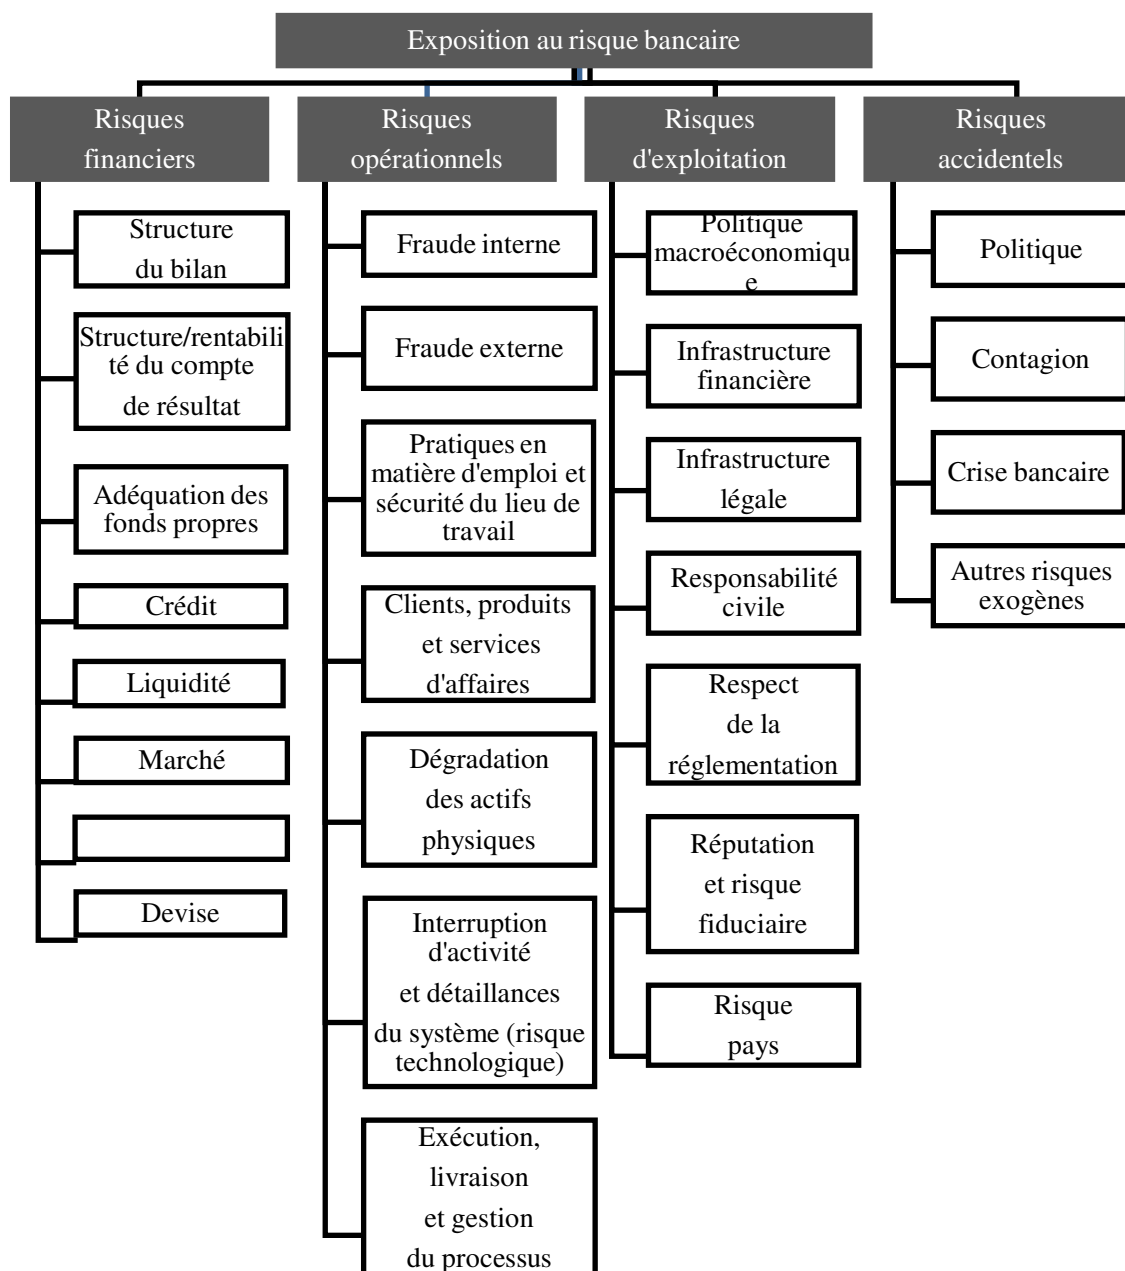 Exposition au risque bancaire
Risques
financiers
Structure
du bilan
Structure/rentabili
té du compte
de résultat
Adéquation des
fonds propres
Crédit
Liquidité
Marché
Devise
Risques
opérationnels
Fraude interne
Fraude externe
Pratiques en
matière d'emploi et
sécurité du lieu de
travail
Clients, produits
et services
d'affaires
Dégradation
des actifs
physiques
Interruption
d'activité
et détaillances
du système (risque
technologique)
Exécution,
livraison
et gestion
du processus
Risques
d'exploitation
Politique
macroéconomiqu
e
Infrastructure
financière
Infrastructure
légale
Responsabilité
civile
Respect
de la
réglementation
Réputation
et risque
fiduciaire
Risque
pays
Risques
accidentels
Politique
Contagion
Crise bancaire
Autres risques
exogènes